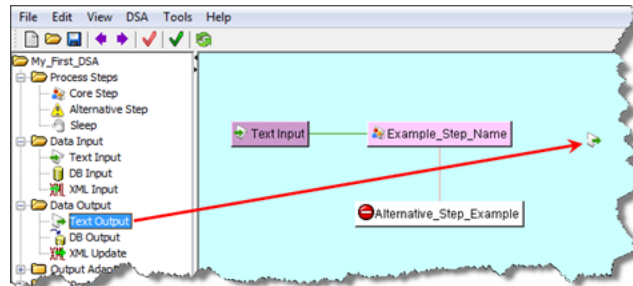 File Edit View DSA Tools Help
My_First_DSA
Process Steps
Core Step
Alternative Step
Sleep
Data Input
Text Input
DB Input
XML Input
Data Output
Text Output
DB Output
XML Update
Output Adap
Text Input
Example_Step_Name
Alternative_Step_Example